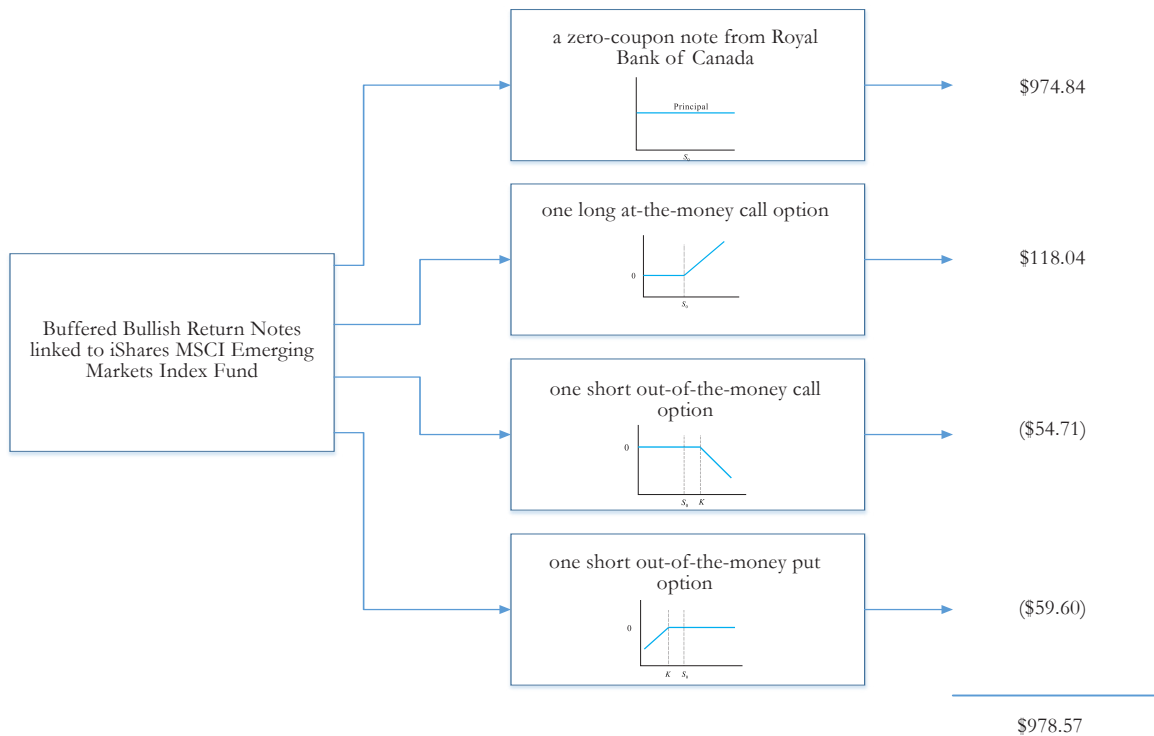 Buffered Bullish Return Notes
linked to iShares MSCI Emerging
Markets Index Fund
a zero-coupon note from Royal
Bank of Canada
Principal
S₀
$974.84
one long at-the-money call option
0
S₀
$118.04
one short out-of-the-money call
option
0
S₀ K
($54.71)
one short out-of-the-money put
option
0
K S₀
($59.60)
$978.57